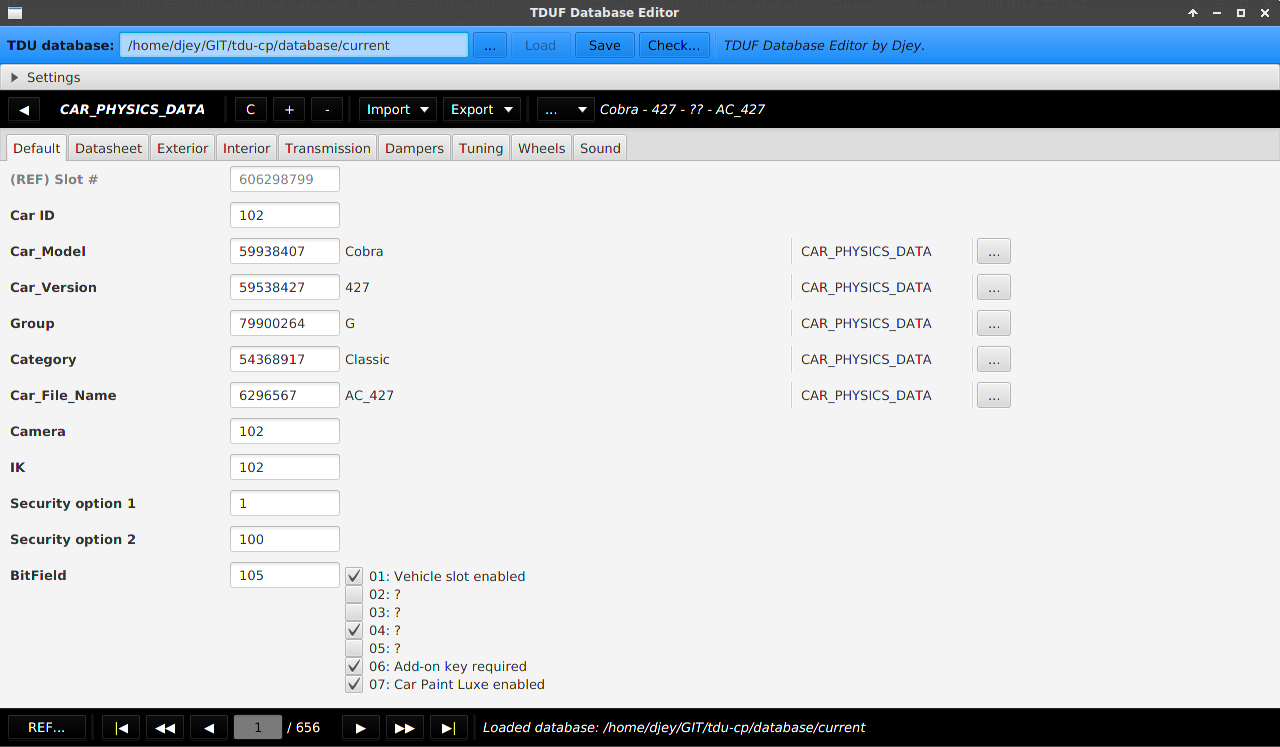 TDUF Database Editor
TDU database: /home/djey/GIT/tdu-cp/database/current ... Load Save Check... TDUF Database Editor by Djey.
Settings
CAR_PHYSICS_DATA C + - Import Export ... Cobra - 427 - ?? - AC_427
Default Datasheet Exterior Interior Transmission Dampers Tuning Wheels Sound
(REF) Slot # 606298799
Car ID 102
Car_Model 59938407 Cobra CAR_PHYSICS_DATA ...
Car_Version 59538427 427 CAR_PHYSICS_DATA ...
Group 79900264 G CAR_PHYSICS_DATA ...
Category 54368917 Classic CAR_PHYSICS_DATA ...
Car_File_Name 6296567 AC_427 CAR_PHYSICS_DATA ...
Camera 102
IK 102
Security option 1 1
Security option 2 100
BitField 105 01: Vehicle slot enabled
02: ?
03: ?
04: ?
05: ?
06: Add-on key required
07: Car Paint Luxe enabled
REF... 1 / 656 Loaded database: /home/djey/GIT/tdu-cp/database/current